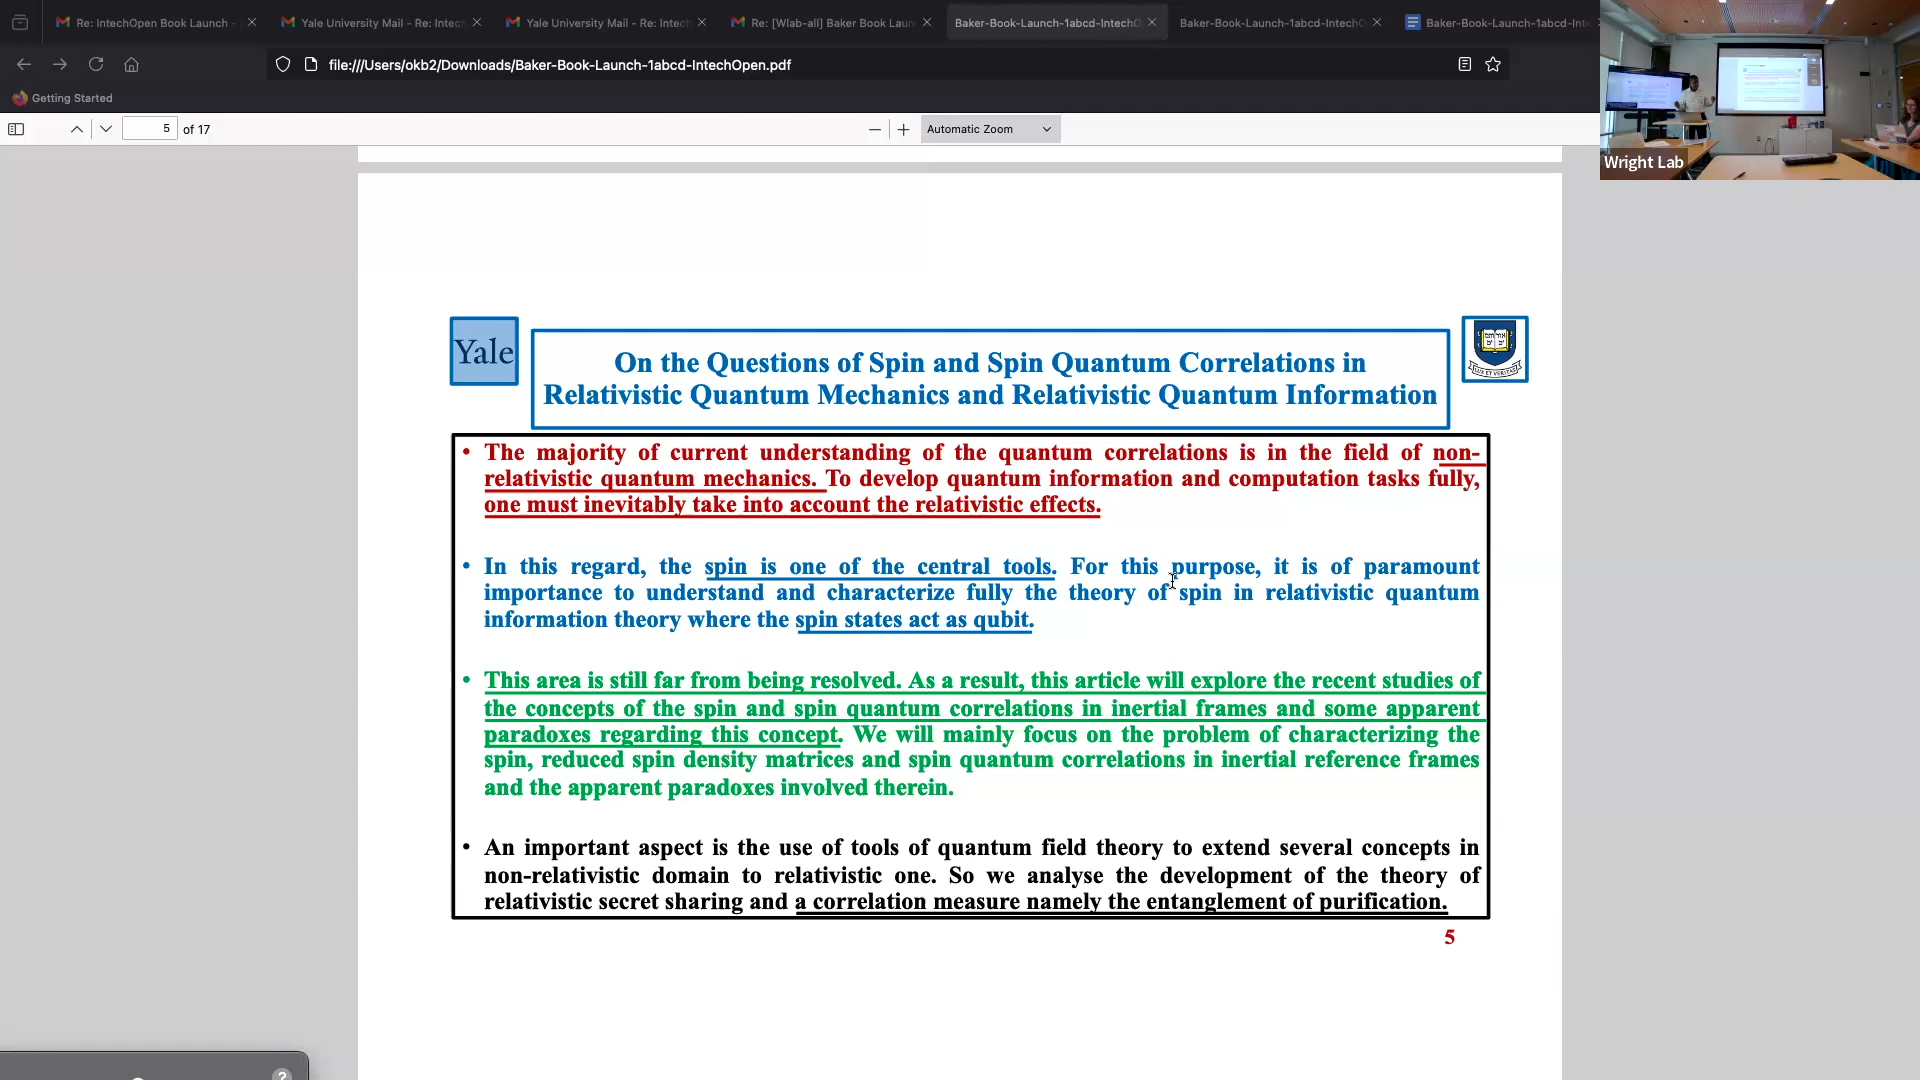 Re: IntechOpen Book Launch -
Yale University Mail - Re: Intec
Yale University Mail - Re: Intec
Re: [Wlab-all] Baker Book Laun
Baker-Book-Launch-1abcd-IntechO
Baker-Book-Launch-1abcd-IntechO
Baker-Book-Launch-1abcd-Int
file:///Users/okb2/Downloads/Baker-Book-Launch-1abcd-IntechOpen.pdf
Getting Started
5 of 17
Automatic Zoom
Wright Lab
Yale
On the Questions of Spin and Spin Quantum Correlations in
Relativistic Quantum Mechanics and Relativistic Quantum Information
• The majority of current understanding of the quantum correlations is in the field of non-
relativistic quantum mechanics. To develop quantum information and computation tasks fully,
one must inevitably take into account the relativistic effects.
• In this regard, the spin is one of the central tools. For this purpose, it is of paramount
importance to understand and characterize fully the theory of spin in relativistic quantum
information theory where the spin states act as qubit.
• This area is still far from being resolved. As a result, this article will explore the recent studies of
the concepts of the spin and spin quantum correlations in inertial frames and some apparent
paradoxes regarding this concept. We will mainly focus on the problem of characterizing the
spin, reduced spin density matrices and spin quantum correlations in inertial reference frames
and the apparent paradoxes involved therein.
• An important aspect is the use of tools of quantum field theory to extend several concepts in
non-relativistic domain to relativistic one. So we analyse the development of the theory of
relativistic secret sharing and a correlation measure namely the entanglement of purification.
5
?